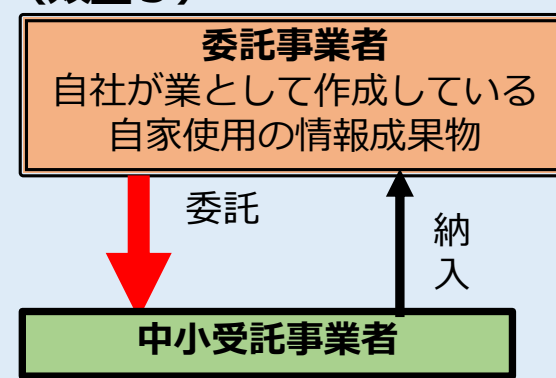 委託事業者
自社が業として作成している
自家使用の情報成果物
委託
納入
中小受託事業者